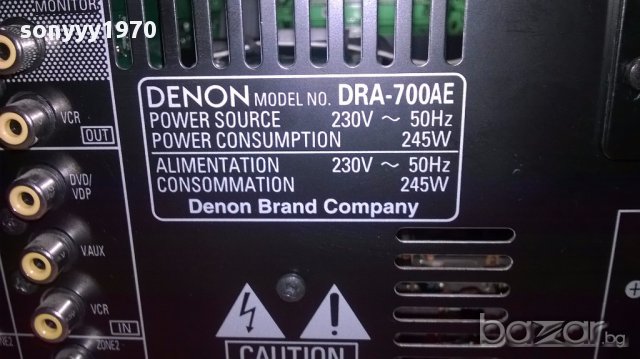 sonyyy1970
MONITOR
VCR
OUT
DVD/
VDP
V.AUX
VCR
IN
ZONE2
DENON MODEL NO. DRA-700AE
POWER SOURCE 230V ~ 50Hz
POWER CONSUMPTION 245W
ALIMENTATION 230V ~ 50Hz
CONSOMMATION 245W
Denon Brand Company
CAUTION
bazar.bg